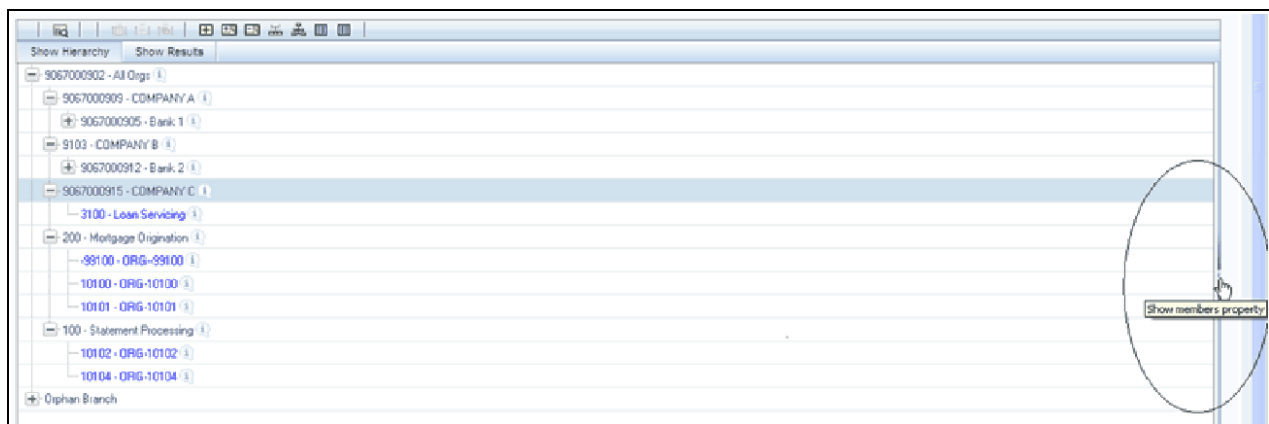 Show Hierarchy Show Results
9067000902 - All Orgs
9067000909 - COMPANY A
9067000905 - Bank 1
9103 - COMPANY B
9067000912 - Bank 2
9067000915 - COMPANY C
3100 - Loan Servicing
200 - Mortgage Origination
-99100 - ORG--99100
10100 - ORG-10100
10101 - ORG-10101
Show members property
100 - Statement Processing
10102 - ORG-10102
10104 - ORG-10104
Orphan Branch